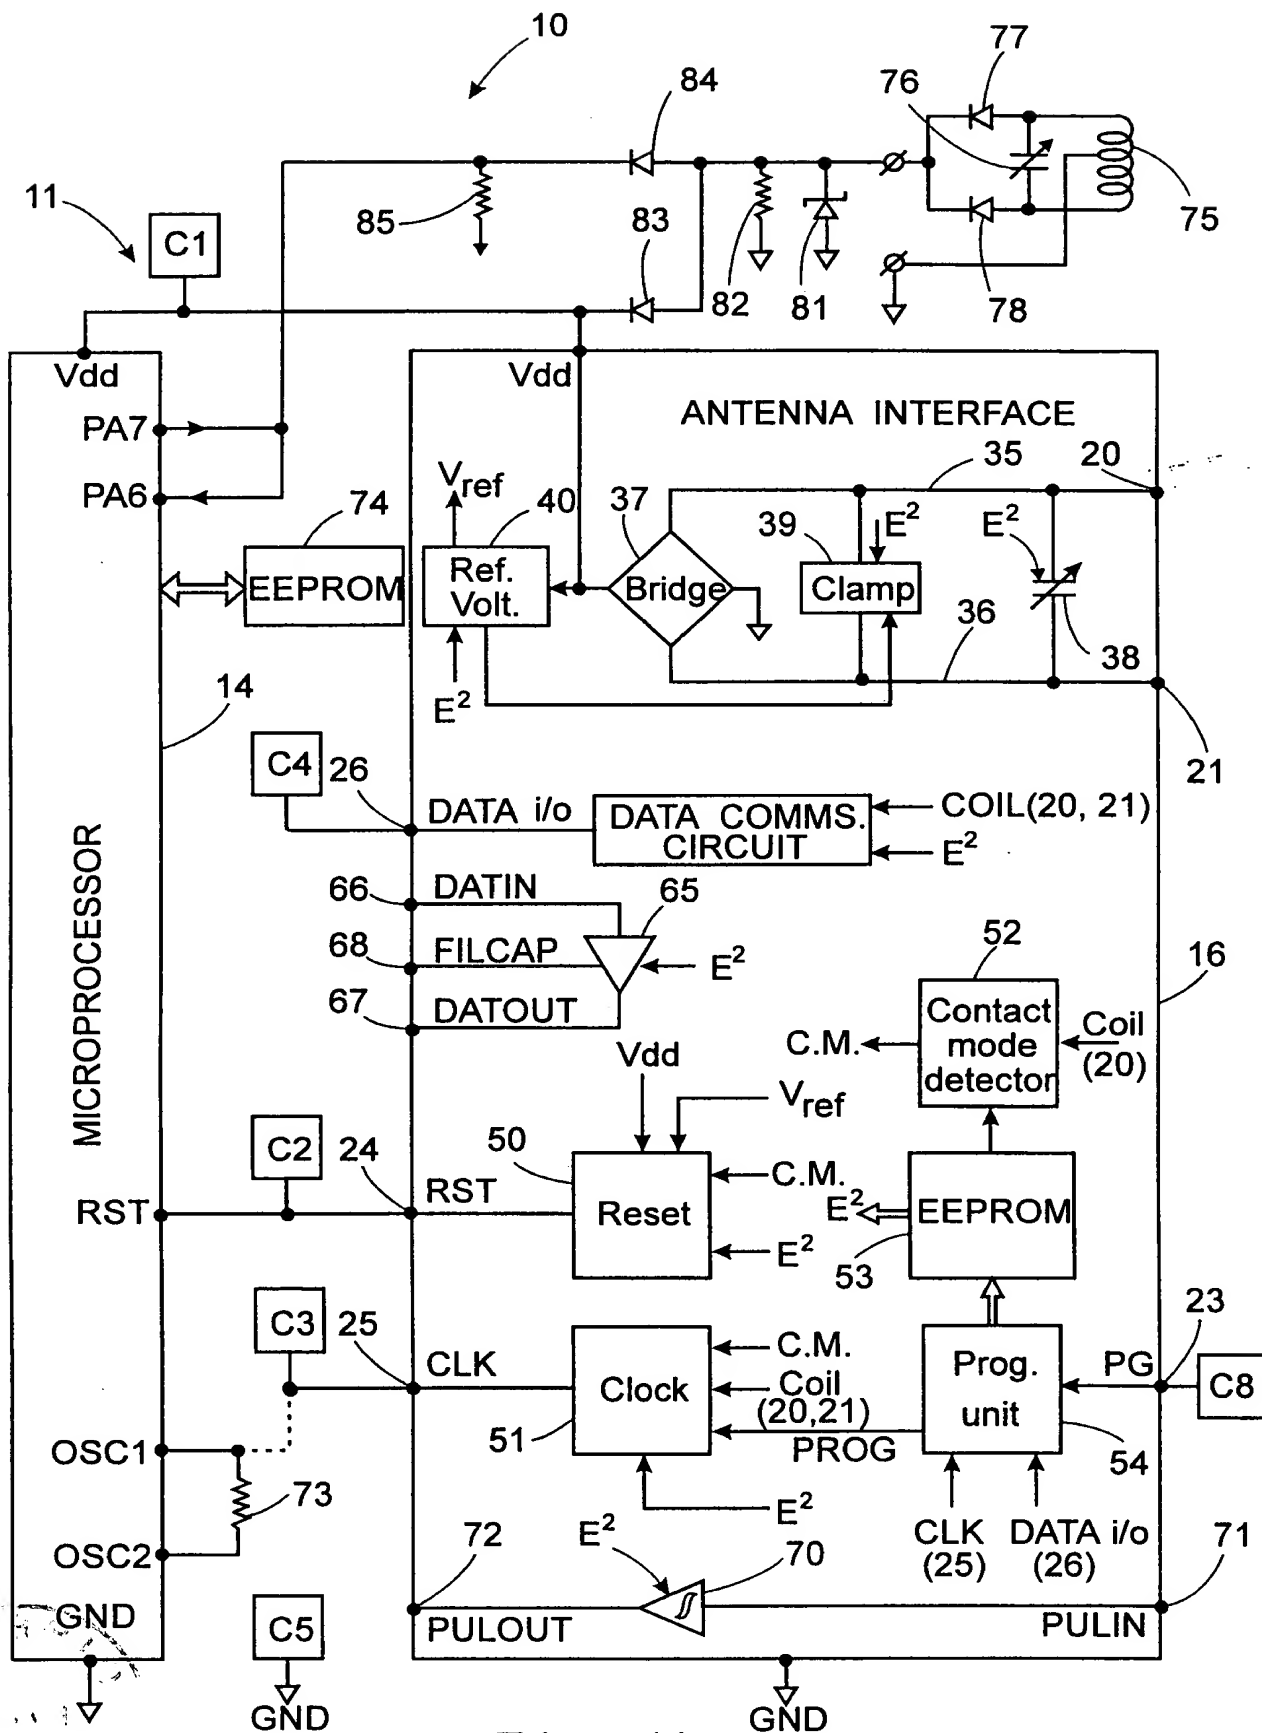 10
77
76
84
75
11
C1
85
83
82
81
78
Vdd
Vdd
PA7
ANTENNA INTERFACE
PA6
Vref
35
20
74
40
37
39
E²
E²
EEPROM
Ref.
Volt.
Bridge
Clamp
36
38
14
E²
21
C4
26
DATA i/o
DATA COMMS.
CIRCUIT
COIL(20, 21)
E²
66
DATIN
65
68
FILCAP
E²
52
16
67
DATOUT
MICROPROCESSOR
Contact
mode
detector
C.M.
Coil
(20)
Vdd
Vref
C2
24
50
RST
RST
Reset
C.M.
E²
E²
EEPROM
53
C3
25
CLK
Clock
51
C.M.
Coil
(20,21)
PROG
Prog.
unit
PG
23
C8
54
OSC1
73
OSC2
E²
E²
CLK
(25)
DATA i/o
(26)
72
70
71
GND
C5
GND
PULOUT
PULIN
GND